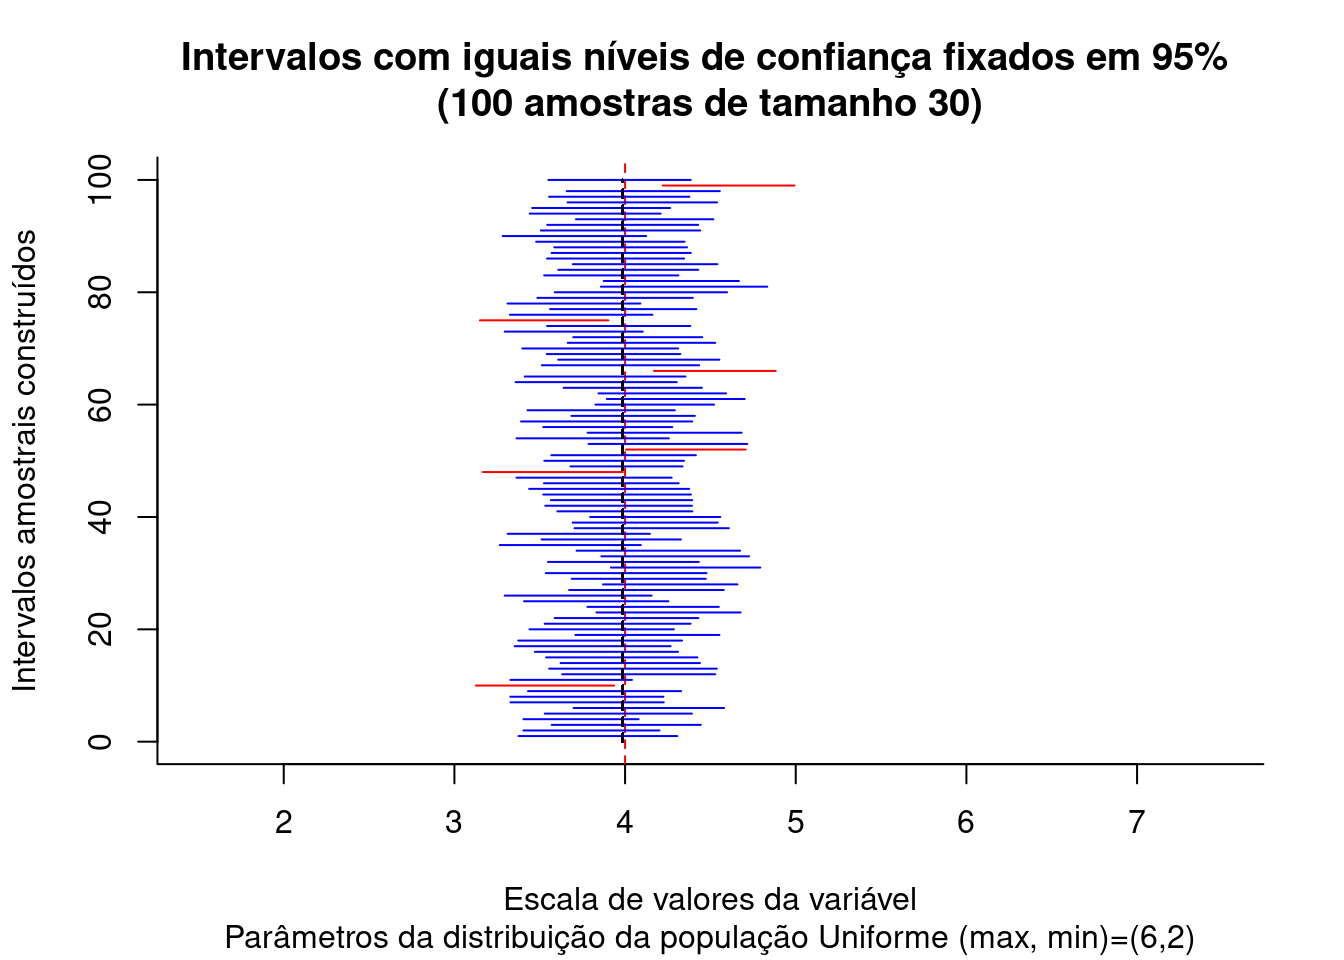 Intervalos com iguais níveis de confiança fixados em 95%
(100 amostras de tamanho 30)
Intervalos amostrais construídos
100
80
60
40
20
0
2 3 4 5 6 7
Escala de valores da variável
Parâmetros da distribuição da população Uniforme (max, min)=(6,2)